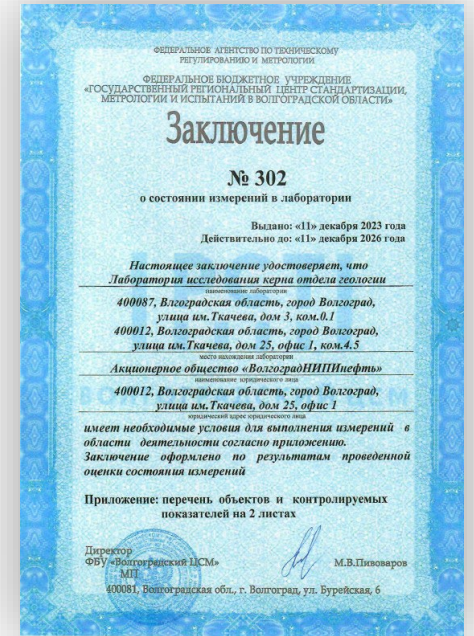 ФЕДЕРАЛЬНОЕ АГЕНТСТВО ПО ТЕХНИЧЕСКОМУ
РЕГУЛИРОВАНИЮ И МЕТРОЛОГИИ
ФЕДЕРАЛЬНОЕ БЮДЖЕТНОЕ УЧРЕЖДЕНИЕ
«ГОСУДАРСТВЕННЫЙ РЕГИОНАЛЬНЫЙ ЦЕНТР СТАНДАРТИЗАЦИИ,
МЕТРОЛОГИИ И ИСПЫТАНИЙ В ВОЛГОГРАДСКОЙ ОБЛАСТИ»
Заключение
№ 302
о состоянии измерений в лаборатории
Выдано: «11» декабря 2023 года
Действительно до: «11» декабря 2026 года
Настоящее заключение удостоверяет, что
Лаборатория исследования керна отдела геологии
наименование лаборатории
400087, Влгоградская область, город Волгоград,
улица им.Ткачева, дом 3, ком.0.1
400012, Волгоградская область, город Волгоград,
улица им.Ткачева, дом 25, офис 1, ком.4.5
место нахождения лаборатории
Акционерное общество «ВолгоградНИПИнефть»
наименование юридического лица
400012, Волгоградская область, город Волгоград,
улица им.Ткачева, дом 25, офис 1
юридический адрес юридического лица
имеет необходимые условия для выполнения измерений в
области деятельности согласно приложению.
Заключение оформлено по результатам проведенной
оценки состояния измерений
Приложение: перечень объектов и контролируемых
показателей на 2 листах
Директор
ФБУ «Волгоградский ЦСМ»
МП
М.В.Пивоваров
400081, Волгоградская обл., г. Волгоград, ул. Бурейская, 6